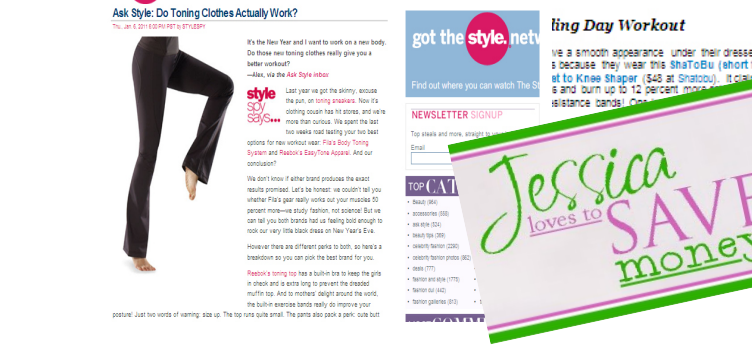 Ask Style: Do Toning Clothes Actually Work?
Thu., Jan. 6, 2011 6:00 PM PST by STYLESPY
It's the New Year and I want to work on a new body.
Do those new toning clothes really give you a
better workout?
—Alex, via the Ask Style inbox
style
spy
says...
Last year we got the skinny, excuse
the pun, on toning sneakers. Now it's
clothing cousin has hit stores, and we're
more than curious. We spent the last
two weeks road testing your two best
options for new workout wear: Fila's Body Toning
System and Reebok's EasyTone Apparel. And our
conclusion?
We don't know if either brand produces the exact
results promised. Let's be honest: we couldn't tell you
whether Fila's gear really works out your muscles 50
percent more—we study fashion, not science! But we
can tell you both brands had us feeling bold enough to
rock our very little black dress on New Year's Eve.
However there are different perks to both, so here's a
breakdown so you can pick the best brand for you.
Reebok's toning top has a built-in bra to keep the girls
in check and is extra long to prevent the dreaded
muffin top. And to mothers' delight around the world,
the built-in exercise bands really do improve your
posture! Just two words of warning: size up. The top runs quite small. The pants also pack a perk: cute butt
got the style. netw
Find out where you can watch The St
NEWSLETTER SIGNUP
Top steals and more, straight to
Email
TOP CAT
• Beauty (964)
• accessories (558)
• ask style (524)
• beauty tips (369)
• celebrity fashion (2290)
• celebrity fashion photos (862)
• deals (777)
• fashion and style (1775)
• fashion dui (442)
• fashion galleries (813)
ling Day Workout
ve a smooth appearance under their dresse
s because they wear this ShaToBu (short
et to Knee Shaper ($48 at Shatobu). It clai
s and burn up to 12 percent more
sistance bands!
Jessica
loves to SAVE
money